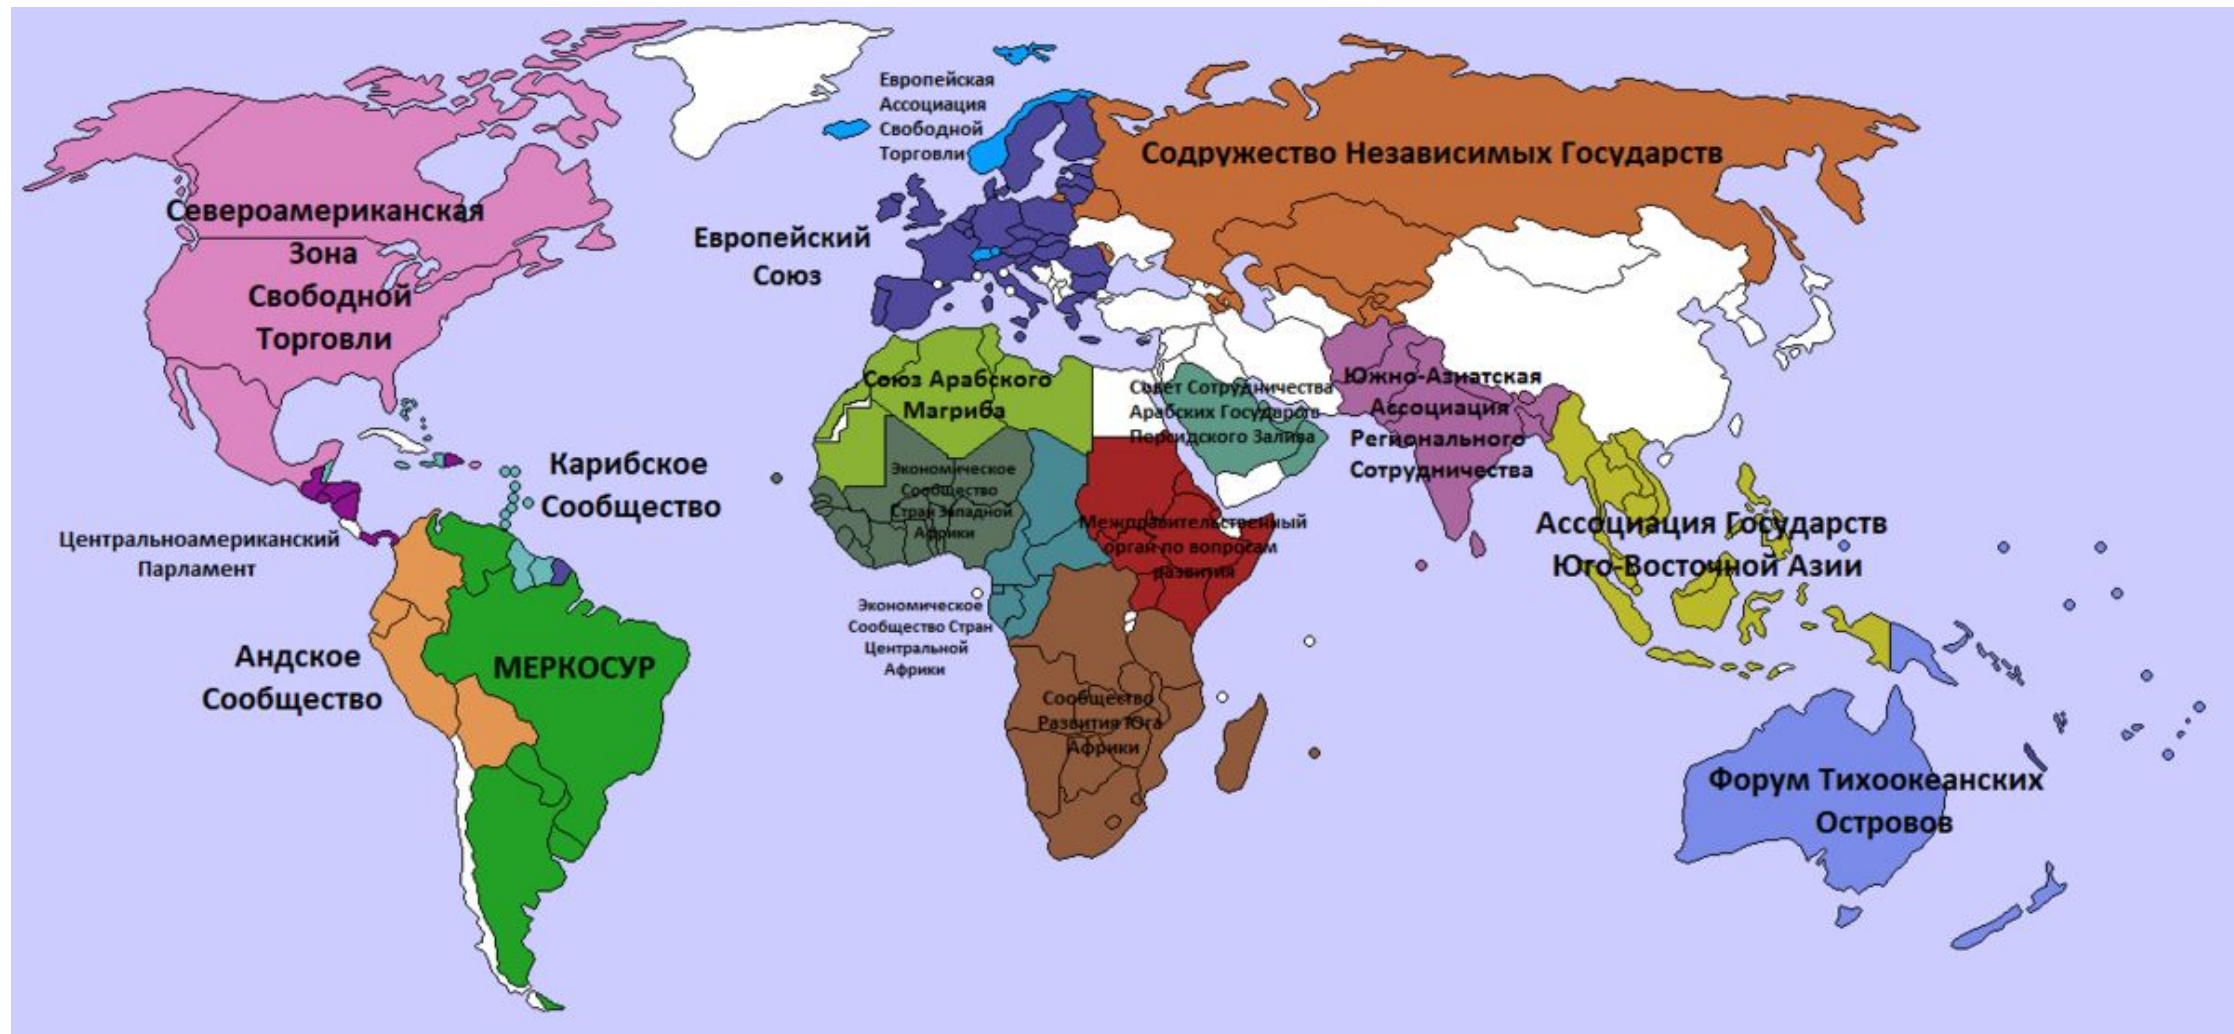 Европейская
Ассоциация
Свободной
Торговли
Содружество Независимых Государств
Североамериканская
Зона
Свободной
Торговли
Европейский
Союз
Союз Арабского
Магриба
Совет Сотрудничества
Арабских Государств
Персидского Залива
Южно-Азиатская
Ассоциация
Регионального
Сотрудничества
Карибское
Сообщество
Экономическое
Сообщество
Стран Западной
Африки
Центральноамериканский
Парламент
Межправительственный
орган по вопросам
развития
Ассоциация Государств
Юго-Восточной Азии
Экономическое
Сообщество Стран
Центральной
Африки
Андское
Сообщество
МЕРКОСУР
Сообщество
Развития Юга
Африки
Форум Тихоокеанских
Островов